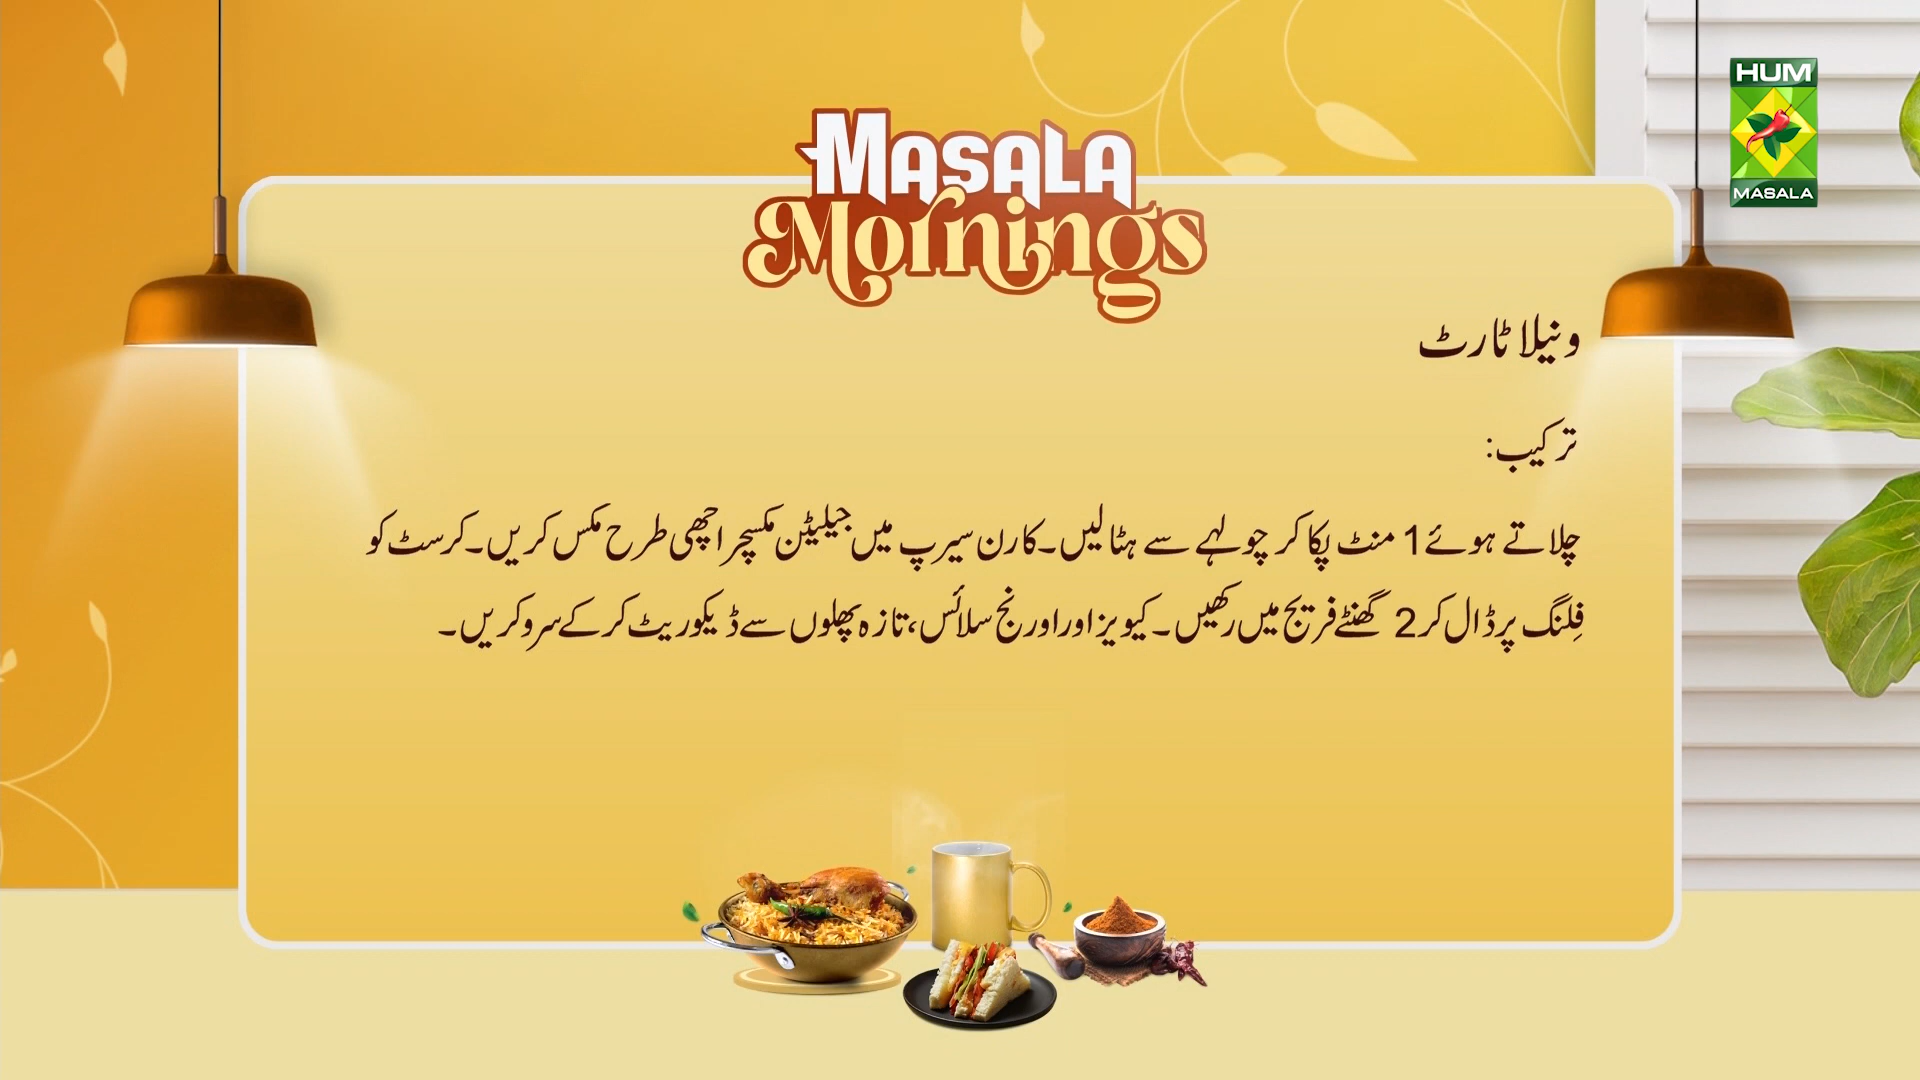 MASALA
Mornings
HUM
MASALA
ونیلا ٹارٹ
ترکیب:
چلاتے ہوئے 1 منٹ پکا کر چولہے سے ہٹالیں۔کارن سیرپ میں جیلیٹن مکسچر اچھی طرح مکس کریں۔کرسٹ کو
فِلنگ پر ڈال کر 2 گھنٹے فریج میں رکھیں۔ کیویز اور اورنج سلائس، تازہ پھلوں سے ڈیکوریٹ کر کے سرو کریں۔